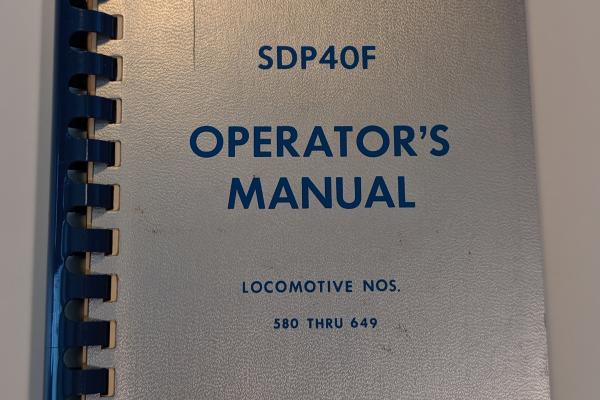 SDP40F
OPERATOR'S
MANUAL
LOCOMOTIVE NOS.
580 THRU 649